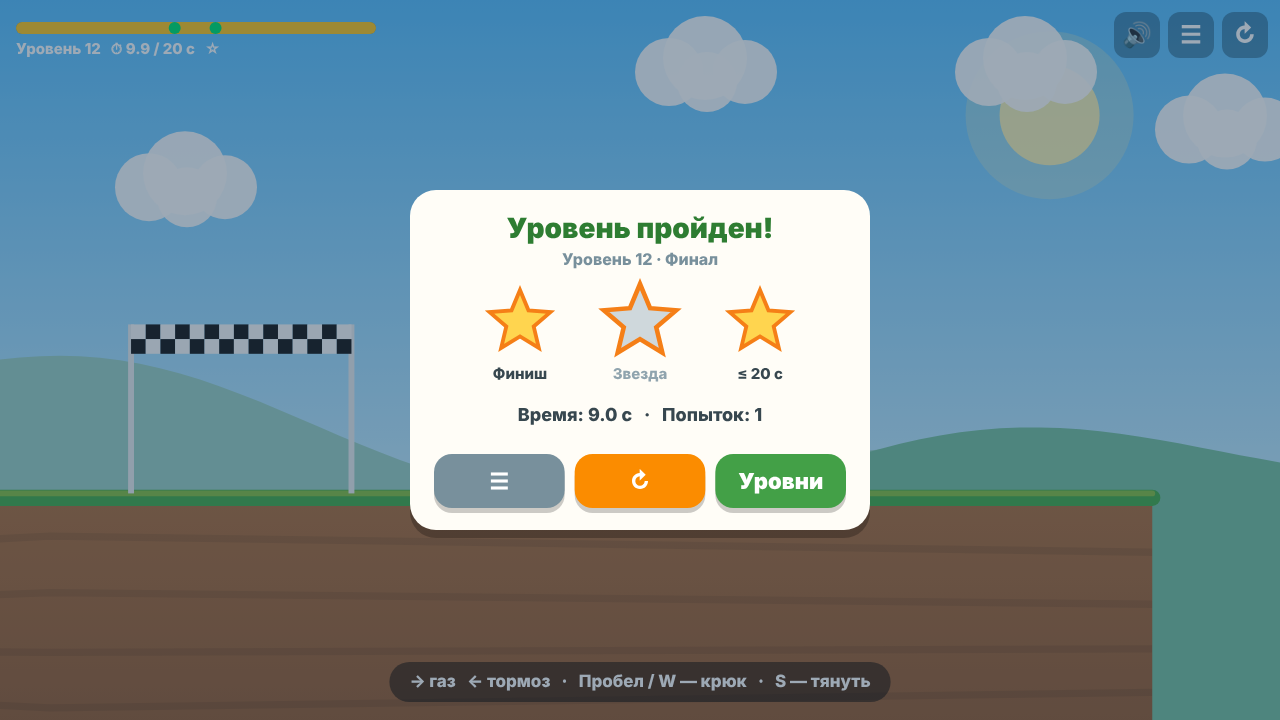 Уровень 12 ⏱ 9.9 / 20 с ☆
Уровень пройден!
Уровень 12 · Финал
Финиш
Звезда
≤ 20 с
Время: 9.0 с · Попыток: 1
Уровни
→ газ ← тормоз · Пробел / W — крюк · S — тянуть